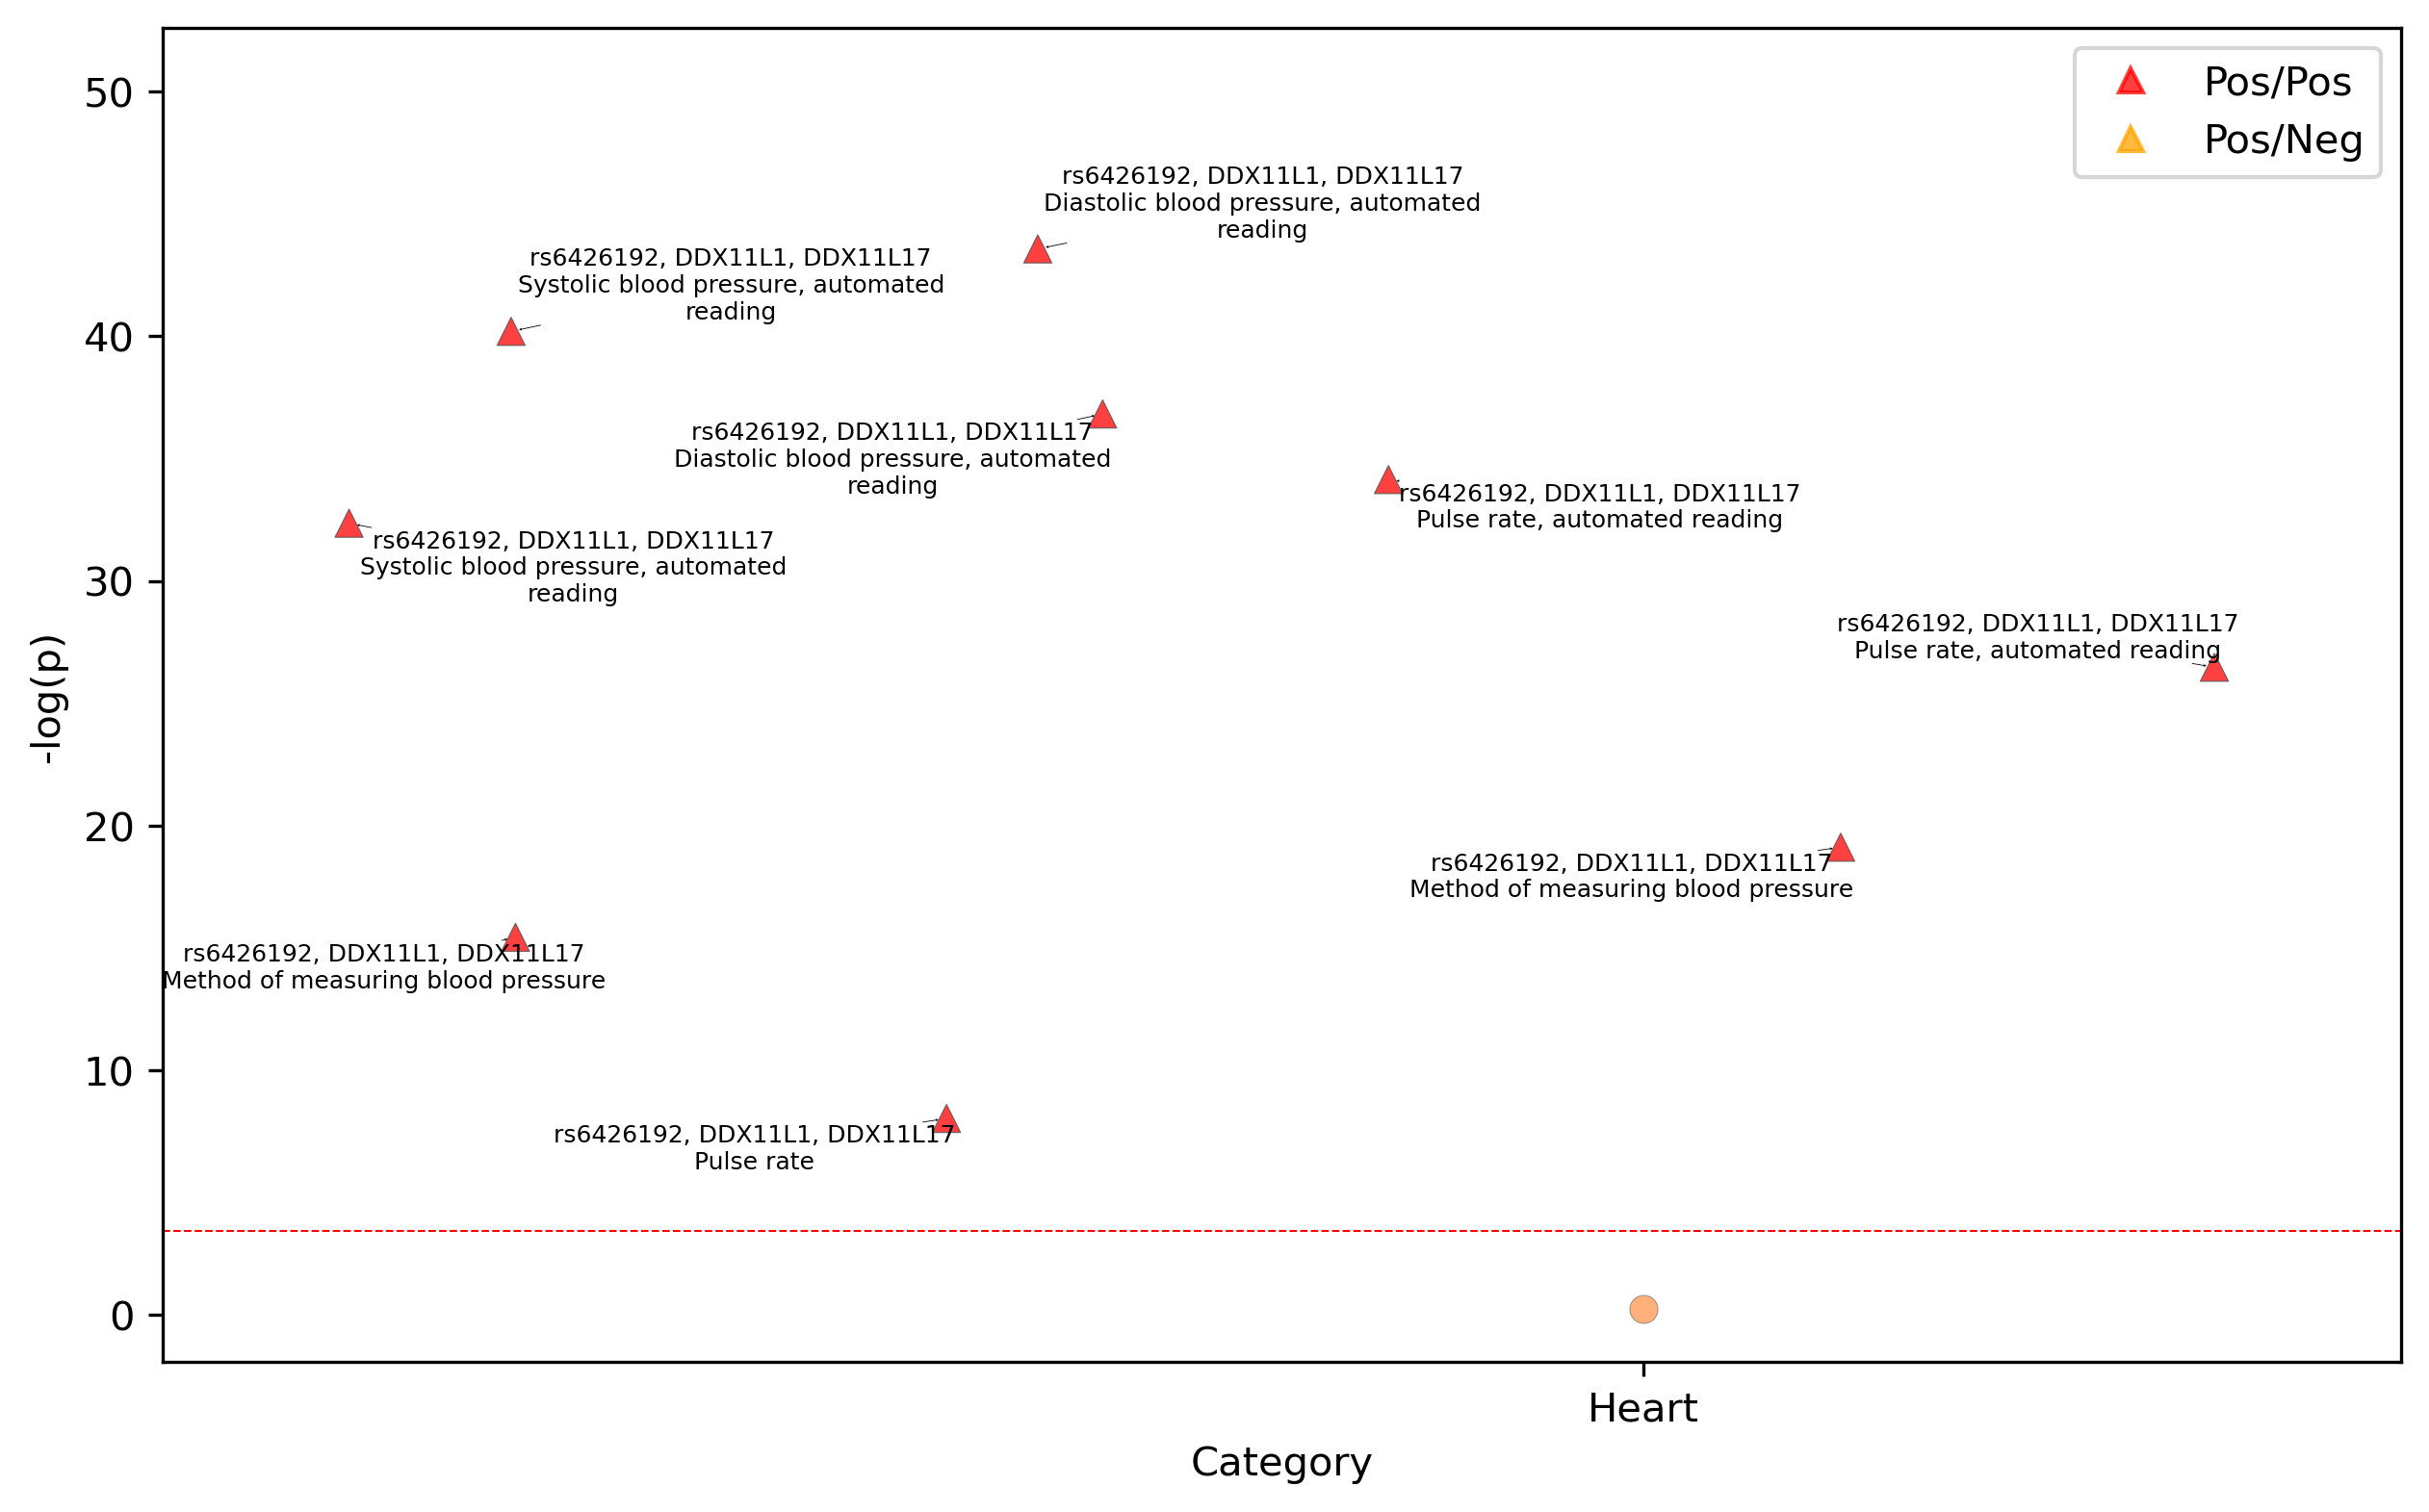 50
40
30
20
10
0
-log(p)
Pos/Pos
Pos/Neg
rs6426192, DDX11L1, DDX11L17
Diastolic blood pressure, automated
reading
rs6426192, DDX11L1, DDX11L17
Systolic blood pressure, automated
reading
rs6426192, DDX11L1, DDX11L17
Diastolic blood pressure, automated
reading
rs6426192, DDX11L1, DDX11L17
Pulse rate, automated reading
rs6426192, DDX11L1, DDX11L17
Systolic blood pressure, automated
reading
rs6426192, DDX11L1, DDX11L17
Pulse rate, automated reading
rs6426192, DDX11L1, DDX11L17
Method of measuring blood pressure
rs6426192, DDX11L1, DDX11L17
Method of measuring blood pressure
rs6426192, DDX11L1, DDX11L17
Pulse rate
Heart
Category